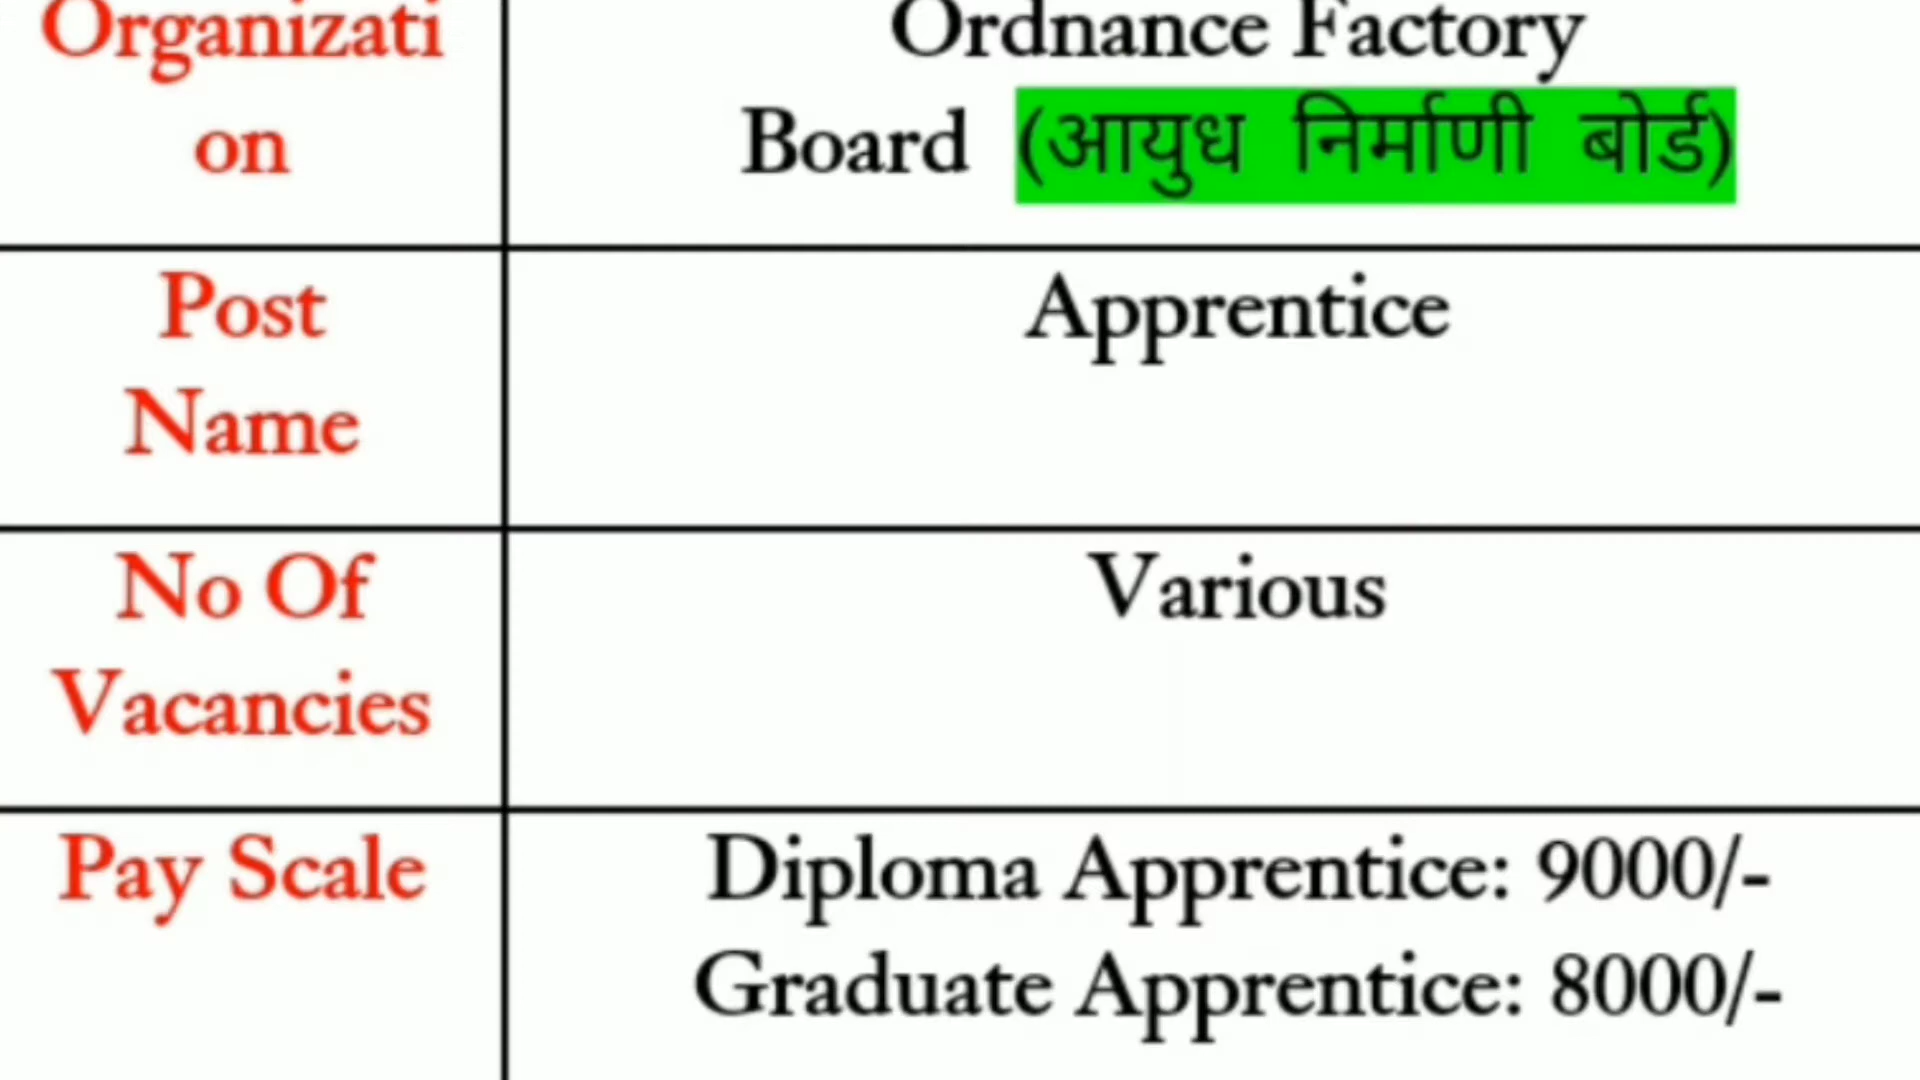 Organizati
on
Ordnance Factory
Board (आयुध निर्माणी बोर्ड)
Post
Name
Apprentice
No Of
Vacancies
Various
Pay Scale
Diploma Apprentice: 9000/-
Graduate Apprentice: 8000/-